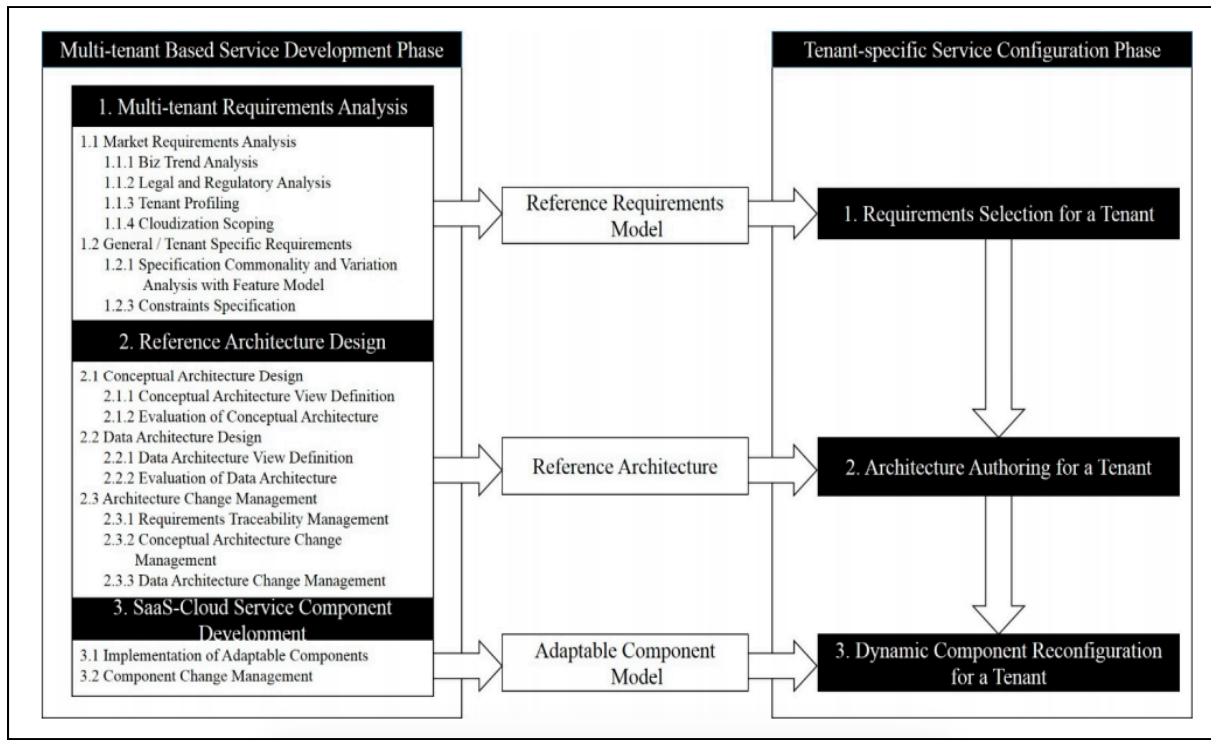 Multi-tenant Based Service Development Phase
1. Multi-tenant Requirements Analysis
1.1 Market Requirements Analysis
1.1.1 Biz Trend Analysis
1.1.2 Legal and Regulatory Analysis
1.1.3 Tenant Profiling
1.1.4 Cloudization Scoping
1.2 General / Tenant Specific Requirements
1.2.1 Specification Commonality and Variation
Analysis with Feature Model
1.2.3 Constraints Specification
2. Reference Architecture Design
2.1 Conceptual Architecture Design
2.1.1 Conceptual Architecture View Definition
2.1.2 Evaluation of Conceptual Architecture
2.2 Data Architecture Design
2.2.1 Data Architecture View Definition
2.2.2 Evaluation of Data Architecture
2.3 Architecture Change Management
2.3.1 Requirements Traceability Management
2.3.2 Conceptual Architecture Change
Management
2.3.3 Data Architecture Change Management
3. SaaS-Cloud Service Component
Development
3.1 Implementation of Adaptable Components
3.2 Component Change Management
Reference Requirements
Model
Reference Architecture
Adaptable Component
Model
Tenant-specific Service Configuration Phase
1. Requirements Selection for a Tenant
2. Architecture Authoring for a Tenant
3. Dynamic Component Reconfiguration
for a Tenant